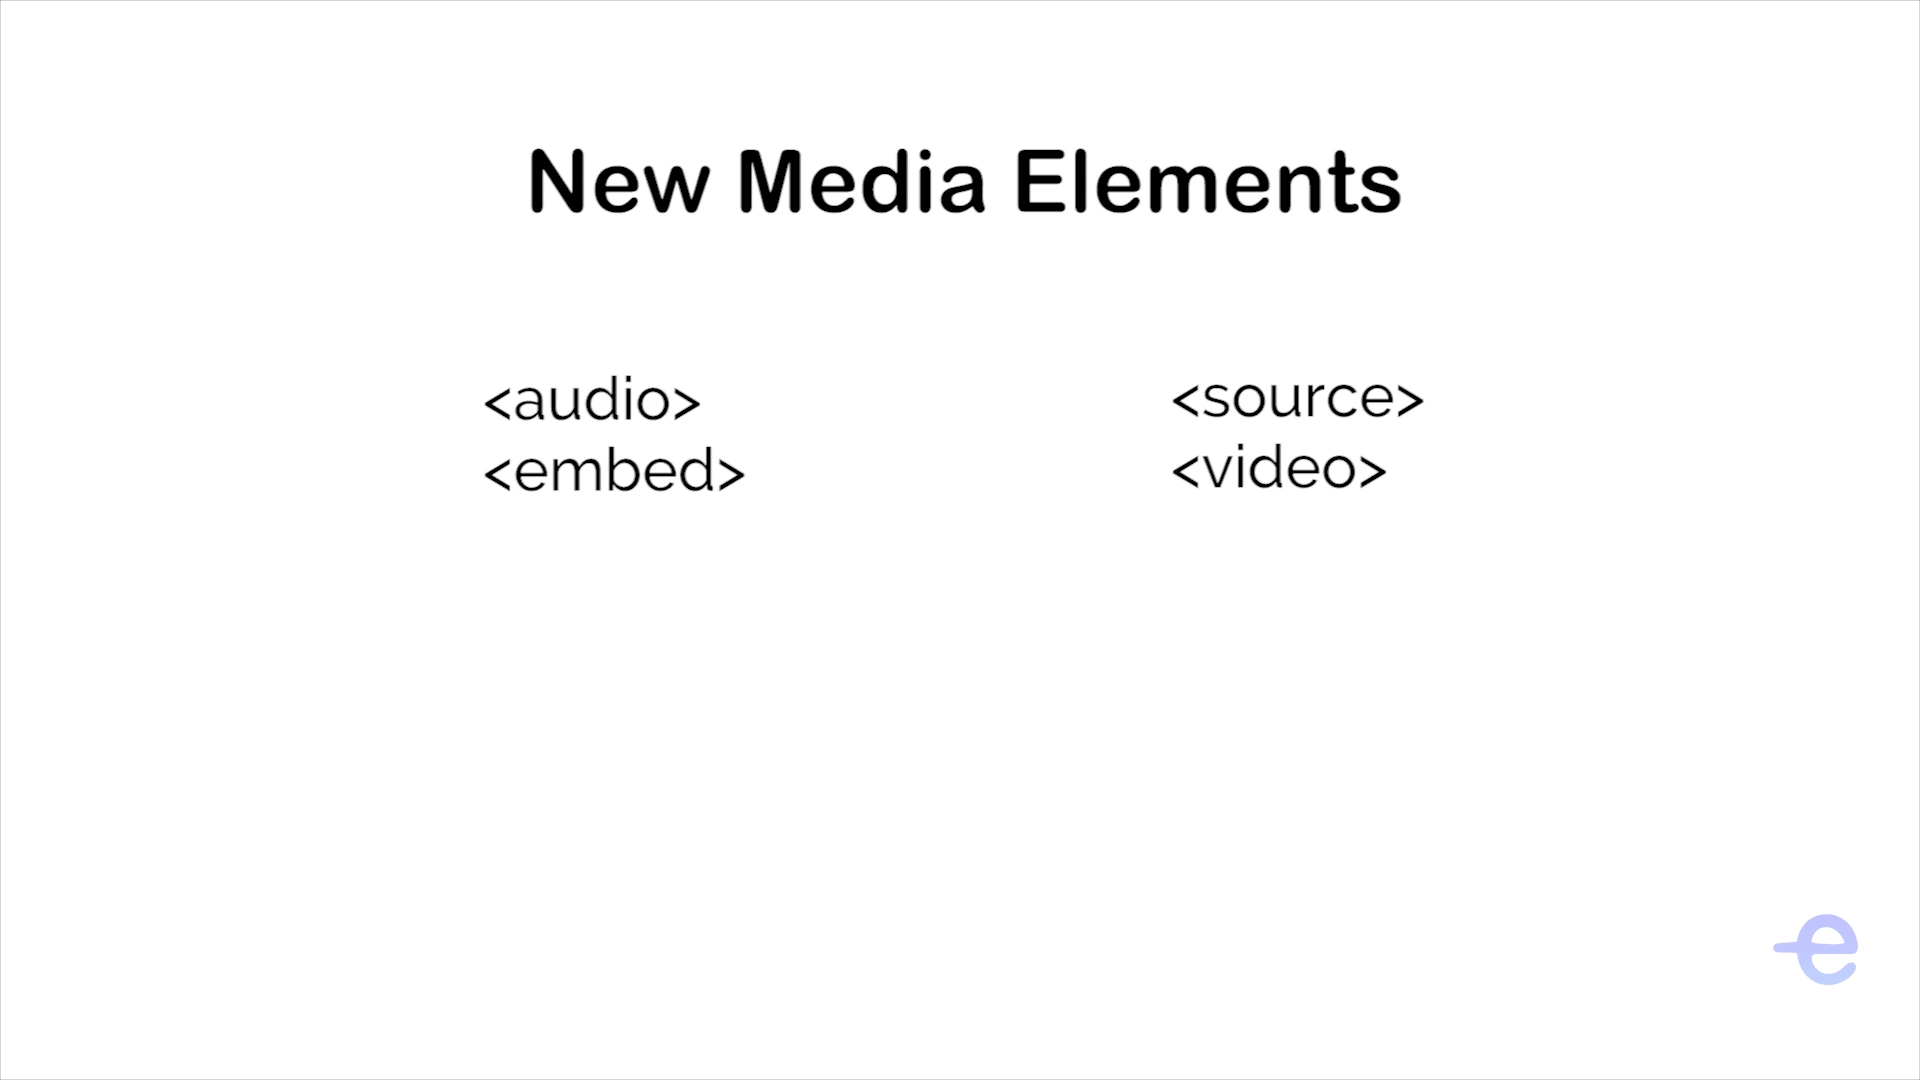 New Media Elements
<audio>
<embed>
<source>
<video>
e